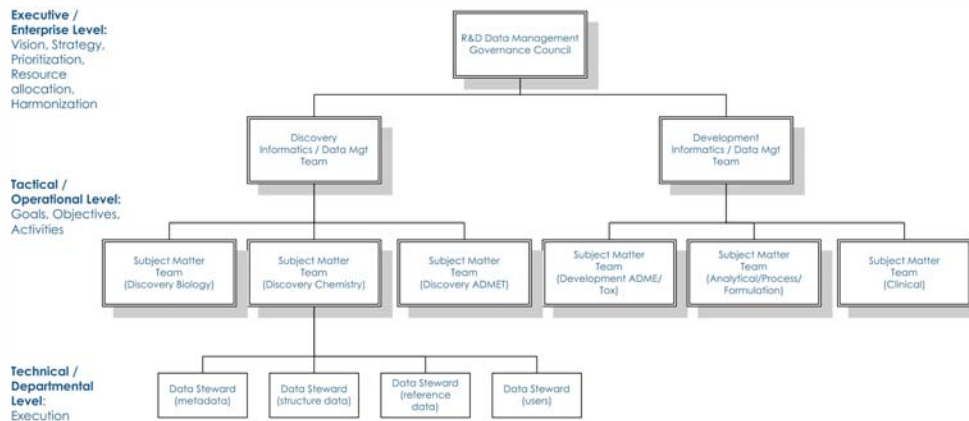 Executive /
Enterprise Level:
Vision, Strategy,
Prioritization,
Resource
allocation,
Harmonization
R&D Data Management
Governance Council
Discovery
Informatics / Data Mgt
Team
Development
Informatics / Data Mgt
Team
Tactical /
Operational Level:
Goals, Objectives,
Activities
Subject Matter
Team
(Discovery Biology)
Subject Matter
Team
(Discovery Chemistry)
Subject Matter
Team
(Discovery ADMET)
Subject Matter
Team
(Development ADME/
Tox)
Subject Matter
Team
(Analytical/Process/
Formulation)
Subject Matter
Team
(Clinical)
Technical /
Departmental
Level:
Execution
Data Steward
(metadata)
Data Steward
(structure data)
Data Steward
(reference
data)
Data Steward
(users)